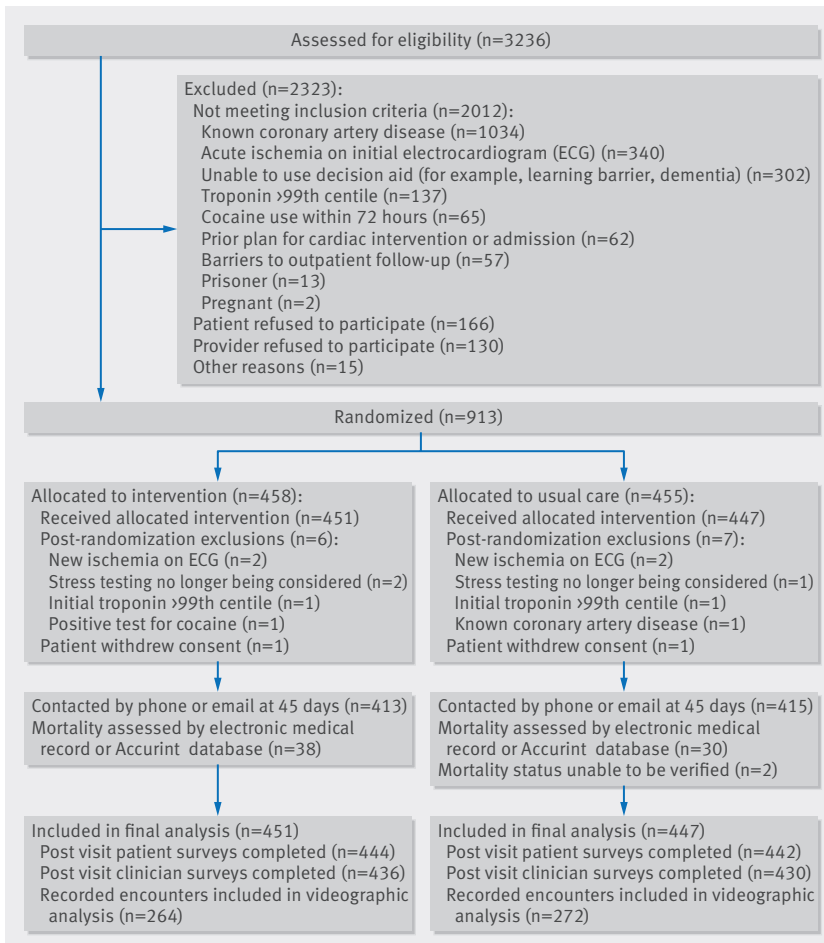 Assessed for eligibility (n=3236)
Excluded (n=2323):
Not meeting inclusion criteria (n=2012):
Known coronary artery disease (n=1034)
Acute ischemia on initial electrocardiogram (ECG) (n=340)
Unable to use decision aid (for example, learning barrier, dementia) (n=302)
Troponin >99th centile (n=137)
Cocaine use within 72 hours (n=65)
Prior plan for cardiac intervention or admission (n=62)
Barriers to outpatient follow-up (n=57)
Prisoner (n=13)
Pregnant (n=2)
Patient refused to participate (n=166)
Provider refused to participate (n=130)
Other reasons (n=15)
Randomized (n=913)
Allocated to intervention (n=458):
Received allocated intervention (n=451)
Post-randomization exclusions (n=6):
New ischemia on ECG (n=2)
Stress testing no longer being considered (n=2)
Initial troponin >99th centile (n=1)
Positive test for cocaine (n=1)
Patient withdrew consent (n=1)
Allocated to usual care (n=455):
Received allocated intervention (n=447)
Post-randomization exclusions (n=7):
New ischemia on ECG (n=2)
Stress testing no longer being considered (n=1)
Initial troponin >99th centile (n=1)
Known coronary artery disease (n=1)
Patient withdrew consent (n=1)
Contacted by phone or email at 45 days (n=413)
Mortality assessed by electronic medical
record or Accurint database (n=38)
Contacted by phone or email at 45 days (n=415)
Mortality assessed by electronic medical
record or Accurint database (n=30)
Mortality status unable to be verified (n=2)
Included in final analysis (n=451)
Post visit patient surveys completed (n=444)
Post visit clinician surveys completed (n=436)
Recorded encounters included in videographic
analysis (n=264)
Included in final analysis (n=447)
Post visit patient surveys completed (n=442)
Post visit clinician surveys completed (n=430)
Recorded encounters included in videographic
analysis (n=272)